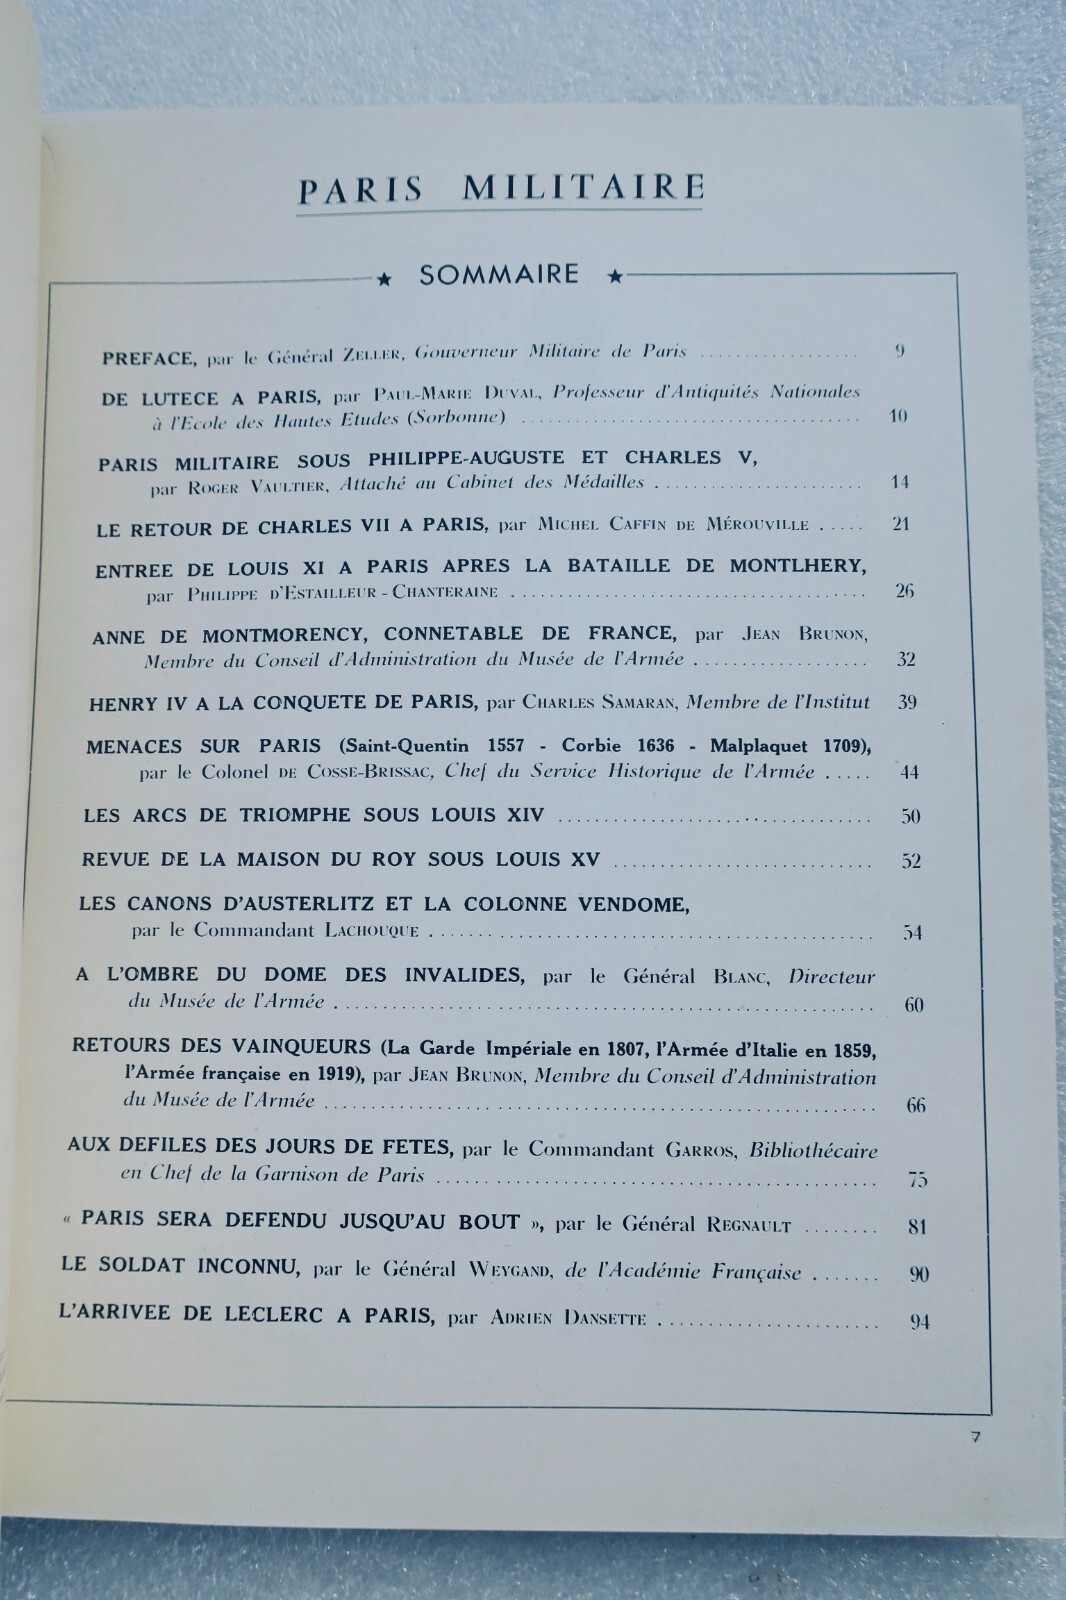 PARIS MILITAIRE
★ SOMMAIRE ★
PREFACE, par le Général ZELLER, Gouverneur Militaire de Paris .................. 9
DE LUTECE A PARIS, par PAUL-MARIE DUVAL, Professeur d'Antiquités Nationales
à l'Ecole des Hautes Etudes (Sorbonne) .................. 10
PARIS MILITAIRE SOUS PHILIPPE-AUGUSTE ET CHARLES V,
par ROGER VAULTIER, Attaché au Cabinet des Médailles .................. 14
LE RETOUR DE CHARLES VII A PARIS, par MICHEL CAFFIN DE MÉROUVILLE ..... 21
ENTREE DE LOUIS XI A PARIS APRES LA BATAILLE DE MONTLHERY,
par PHILIPPE D'ESTAILLEUR-CHANTERAINE .................. 26
ANNE DE MONTMORENCY, CONNETABLE DE FRANCE, par JEAN BRUNON,
Membre du Conseil d'Administration du Musée de l'Armée .................. 32
HENRY IV A LA CONQUETE DE PARIS, par CHARLES SAMARAN, Membre de l'Institut 39
MENACES SUR PARIS (Saint-Quentin 1557 - Corbie 1636 - Malplaquet 1709),
par le Colonel DE COSSE-BRISSAC, Chef du Service Historique de l'Armée ..... 44
LES ARCS DE TRIOMPHE SOUS LOUIS XIV .................. 50
REVUE DE LA MAISON DU ROY SOUS LOUIS XV .................. 52
LES CANONS D'AUSTERLITZ ET LA COLONNE VENDOME,
par le Commandant LACHOUQUE .................. 54
A L'OMBRE DU DOME DES INVALIDES, par le Général BLANC, Directeur
du Musée de l'Armée .................. 60
RETOURS DES VAINQUEURS (La Garde Impériale en 1807, l'Armée d'Italie en 1859,
l'Armée française en 1919), par JEAN BRUNON, Membre du Conseil d'Administration
du Musée de l'Armée .................. 66
AUX DEFILES DES JOURS DE FETES, par le Commandant GARROS, Bibliothécaire
en Chef de la Garnison de Paris .................. 75
« PARIS SERA DEFENDU JUSQU'AU BOUT », par le Général REGNAULT ........ 81
LE SOLDAT INCONNU, par le Général WEYGAND, de l'Académie Française ....... 90
L'ARRIVEE DE LECLERC A PARIS, par ADRIEN DANSETTE .................. 94
7